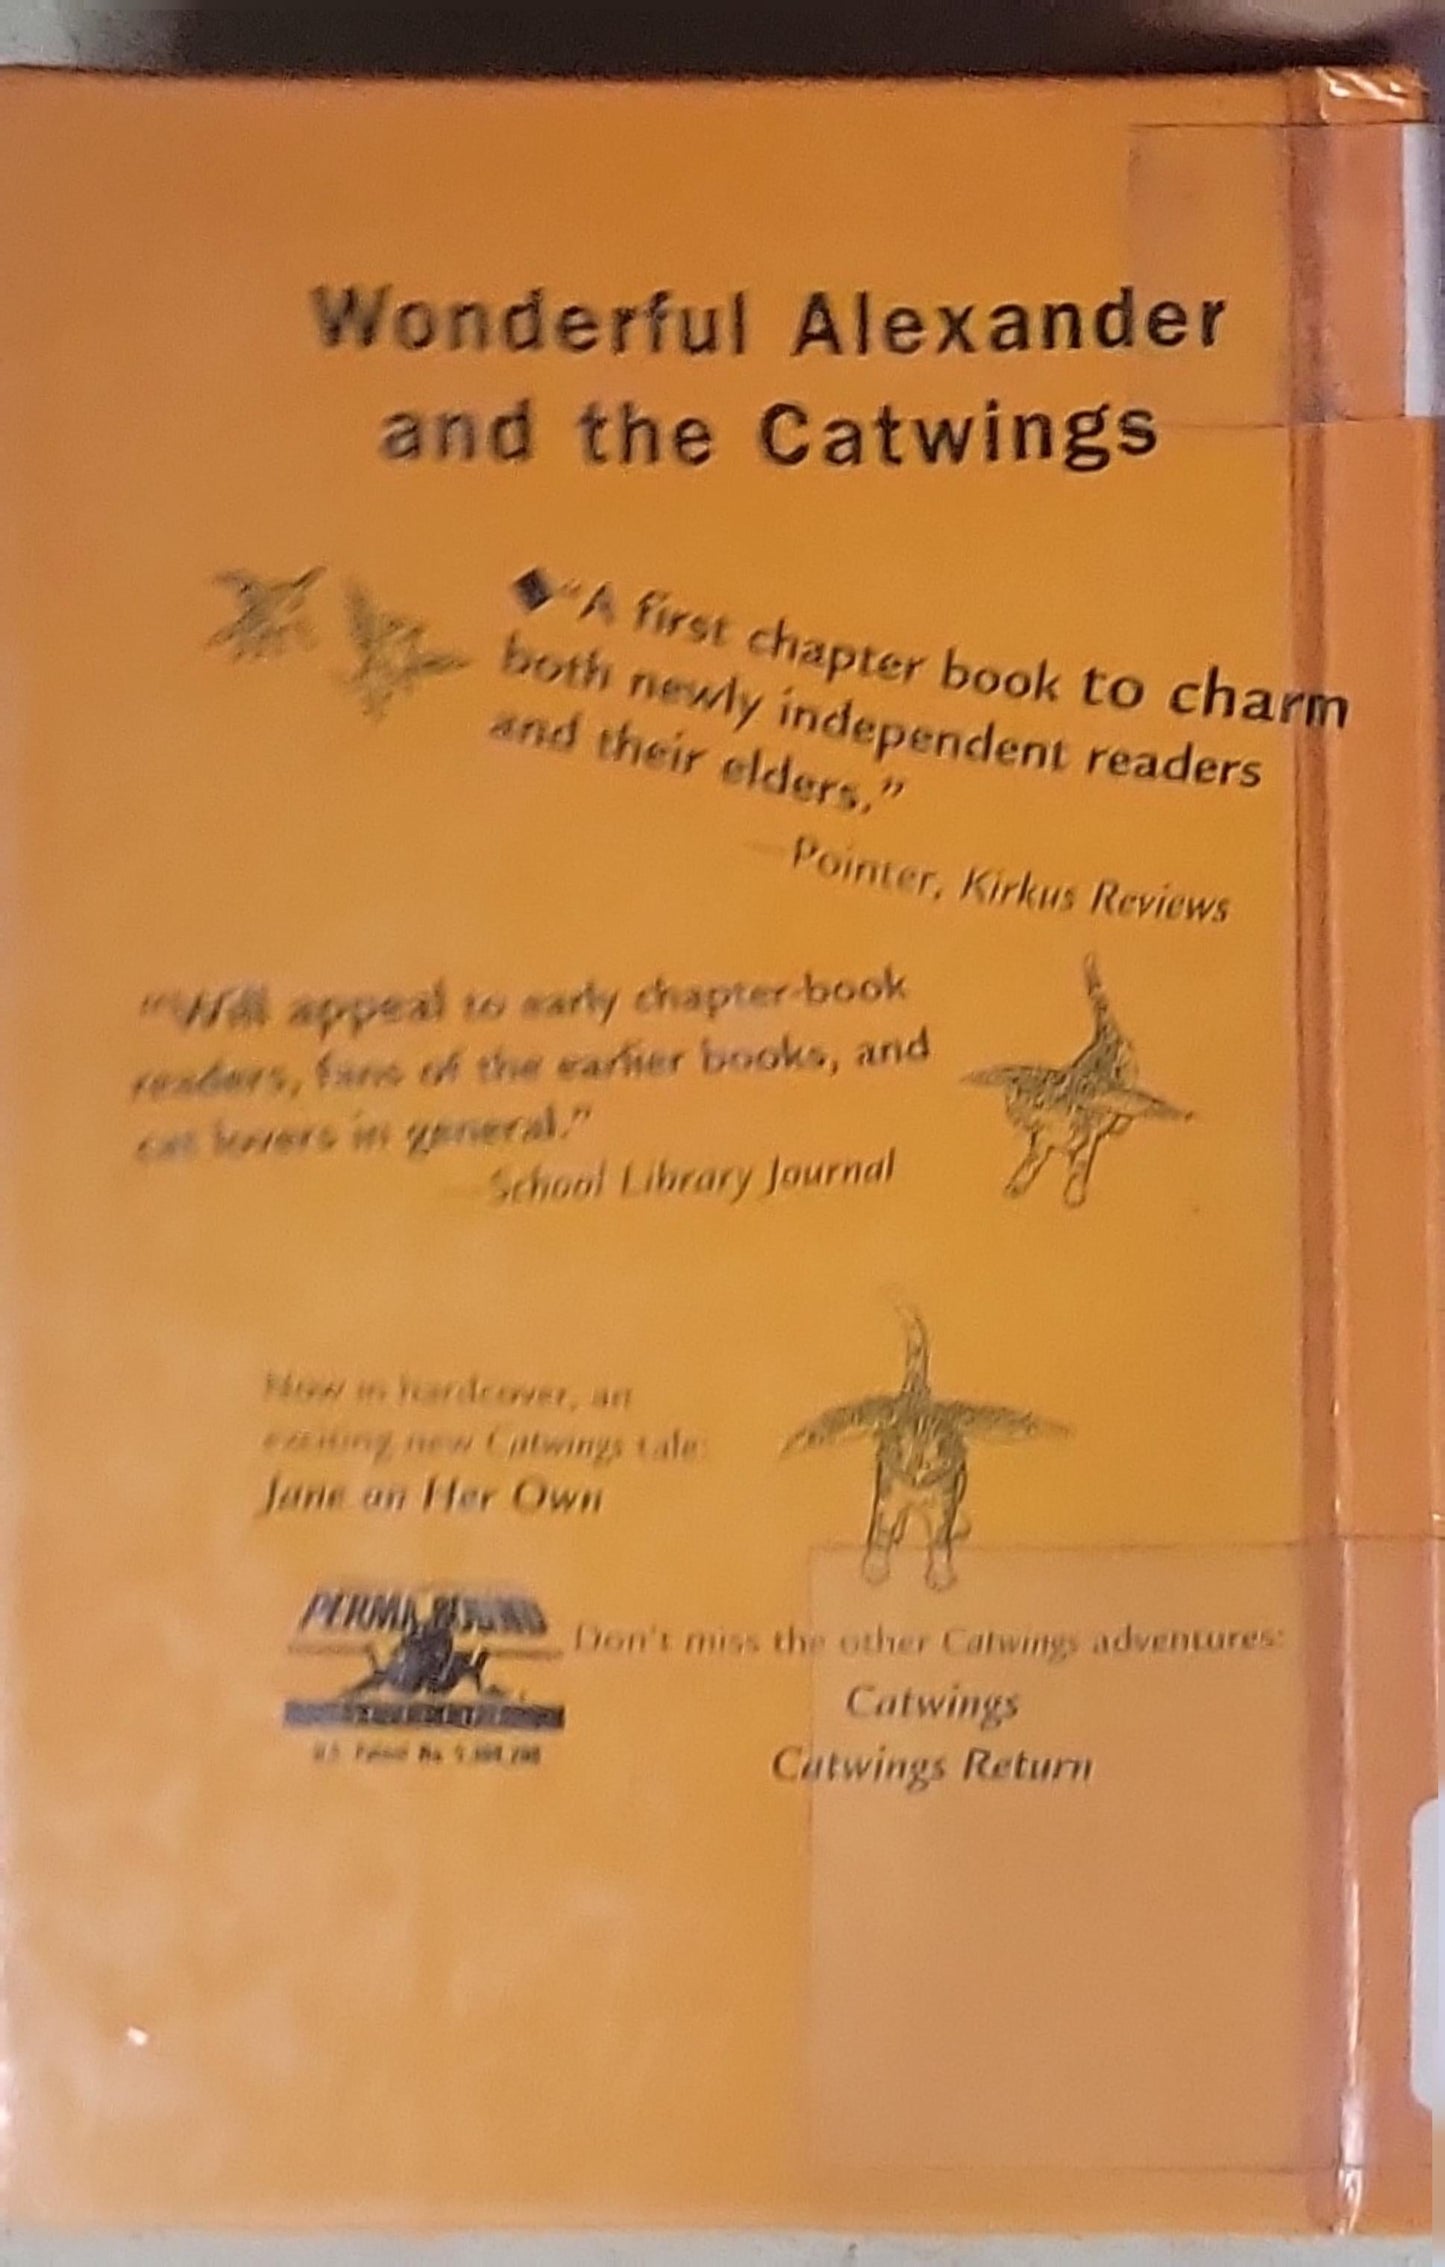 Wonderful Alexander
and the Catwings
“A first chapter book to charm
both newly independent readers
and their elders.”
—Pointer, Kirkus Reviews
“Will appeal to early chapter-book
readers, fans of the earlier books, and
cat lovers in general.”
—School Library Journal
Now in hardcover, an
exciting new Catwings tale:
Jane on Her Own
PERMA-BOUND
Don't miss the other Catwings adventures:
Catwings
Catwings Return
U.S. Patent No.